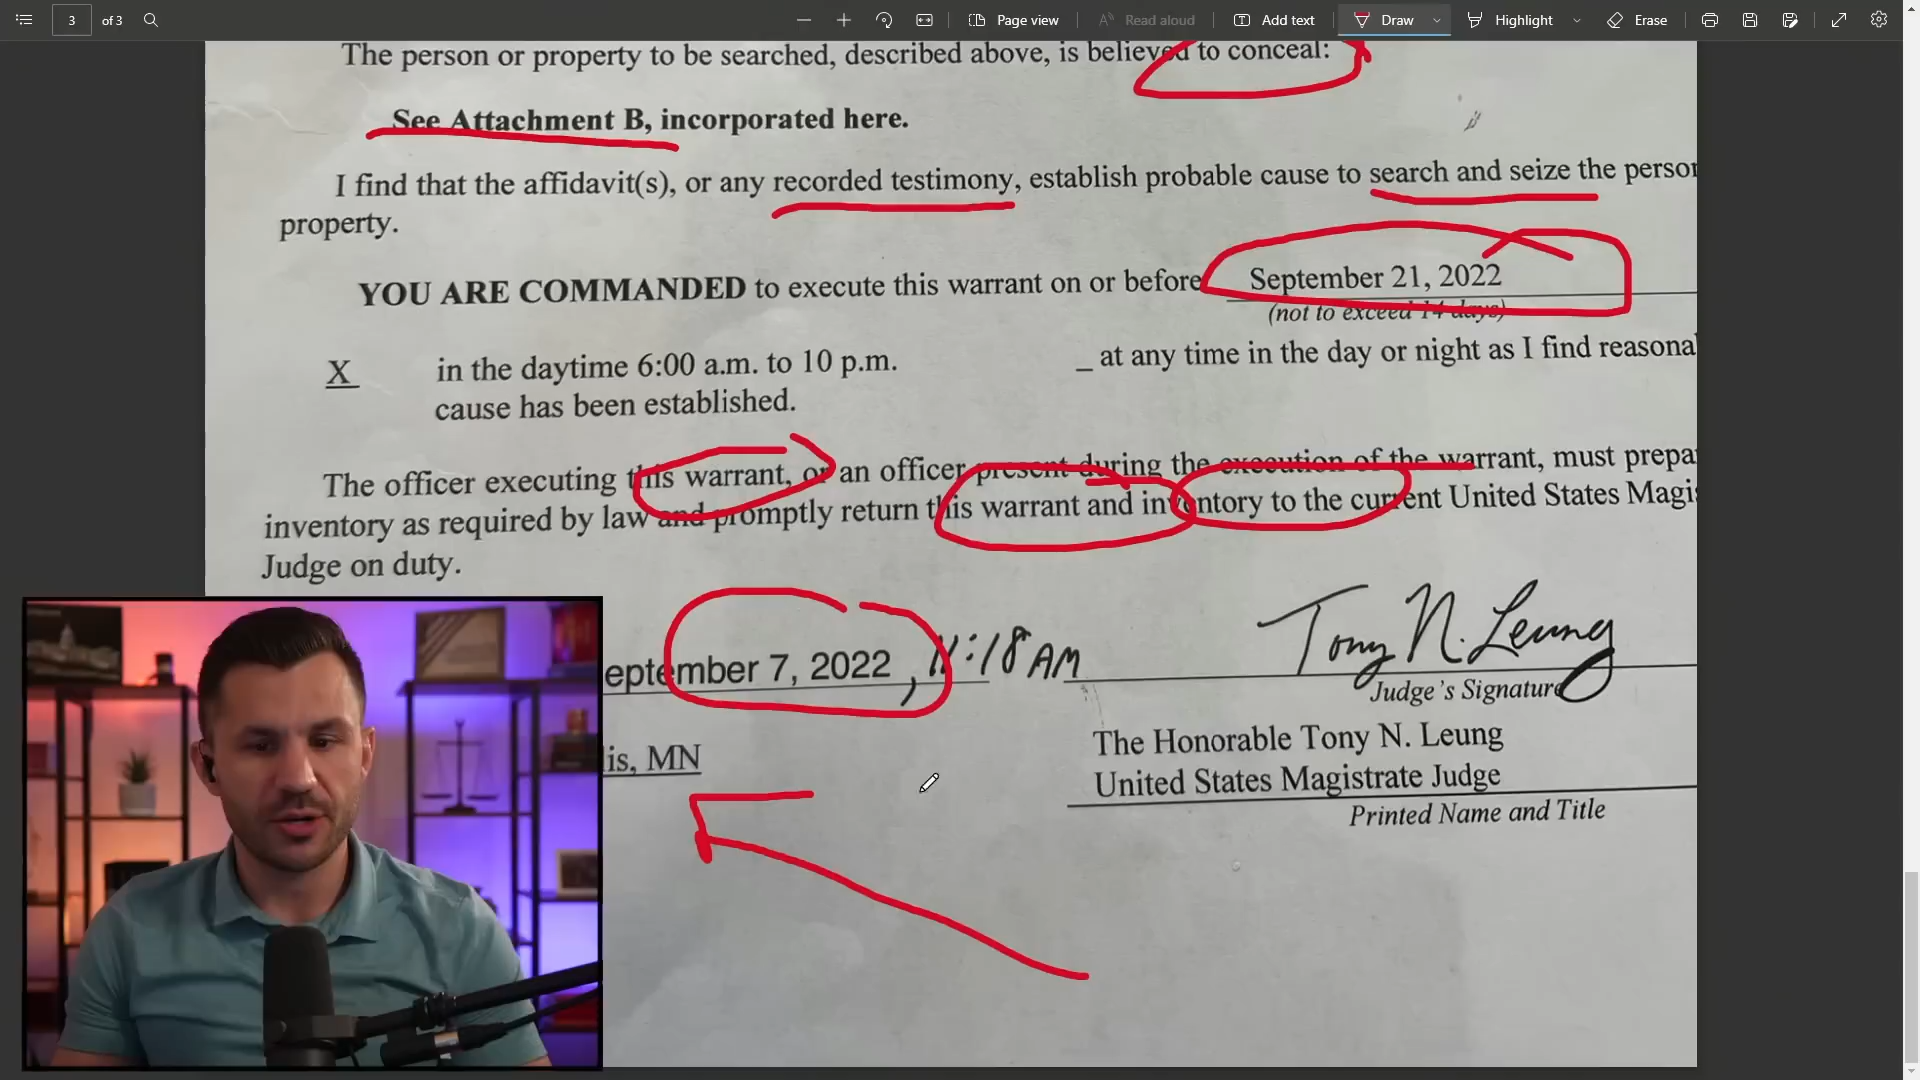 3 of 3 Page view Read aloud Add text Draw Highlight Erase
The person or property to be searched, described above, is believed to conceal:
See Attachment B, incorporated here.
I find that the affidavit(s), or any recorded testimony, establish probable cause to search and seize the person
property.
YOU ARE COMMANDED to execute this warrant on or before September 21, 2022
(not to exceed 14 days)
X in the daytime 6:00 a.m. to 10 p.m. _ at any time in the day or night as I find reasona
cause has been established.
The officer executing this warrant, or an officer present during the execution of the warrant, must prepa
inventory as required by law and promptly return this warrant and inventory to the current United States Magi
Judge on duty.
eptember 7, 2022, 11:18 AM
Tony N. Leung
Judge's Signature
is, MN
The Honorable Tony N. Leung
United States Magistrate Judge
Printed Name and Title